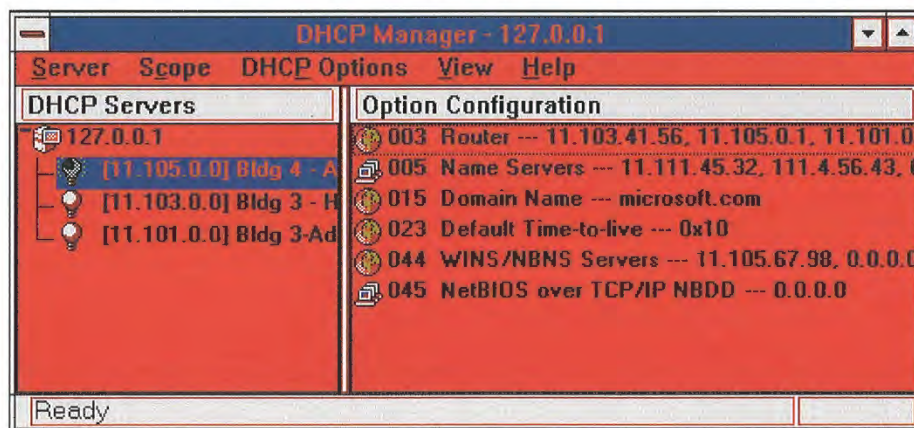 DHCP Manager - 127.0.0.1
Server Scope DHCP Options View Help
DHCP Servers
127.0.0.1
[11.105.0.0] Bldg 4 - A
[11.103.0.0] Bldg 3 - H
[11.101.0.0] Bldg 3-Ad
Option Configuration
003 Router --- 11.103.41.56, 11.105.0.1, 11.101.0
005 Name Servers --- 11.111.45.32, 111.4.56.43,
015 Domain Name --- microsoft.com
023 Default Time-to-live --- 0x10
044 WINS/NBNS Servers --- 11.105.67.98, 0.0.0.0
045 NetBIOS over TCP/IP NBDD --- 0.0.0.0
Ready